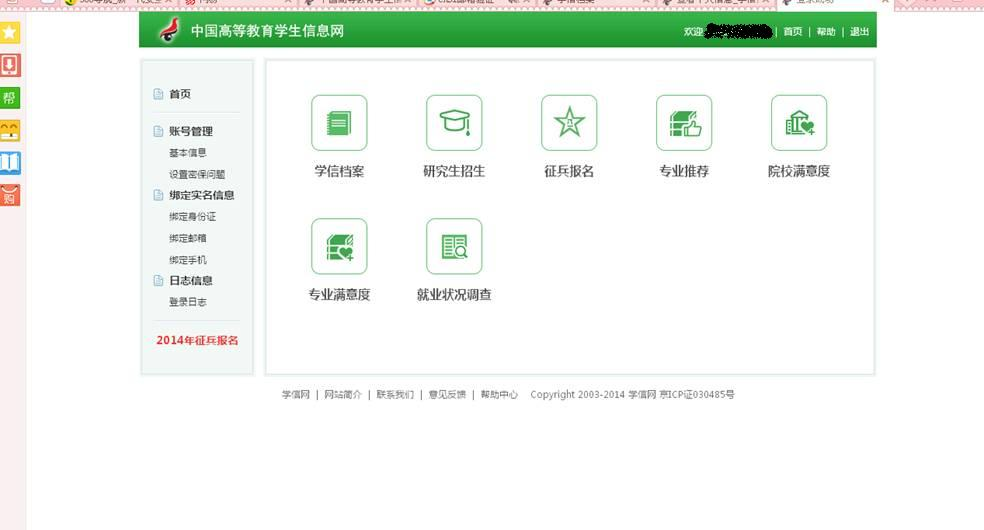 中国高等教育学生信息网
欢迎 | 首页 | 帮助 | 退出
帮
购
首页
账号管理
基本信息
设置密保问题
绑定实名信息
绑定身份证
绑定邮箱
绑定手机
日志信息
登录日志
2014年征兵报名
学信档案 研究生招生 征兵报名 专业推荐 院校满意度
专业满意度 就业状况调查
学信网 | 网站简介 | 联系我们 | 意见反馈 | 帮助中心 Copyright 2003-2014 学信网 京ICP证030485号